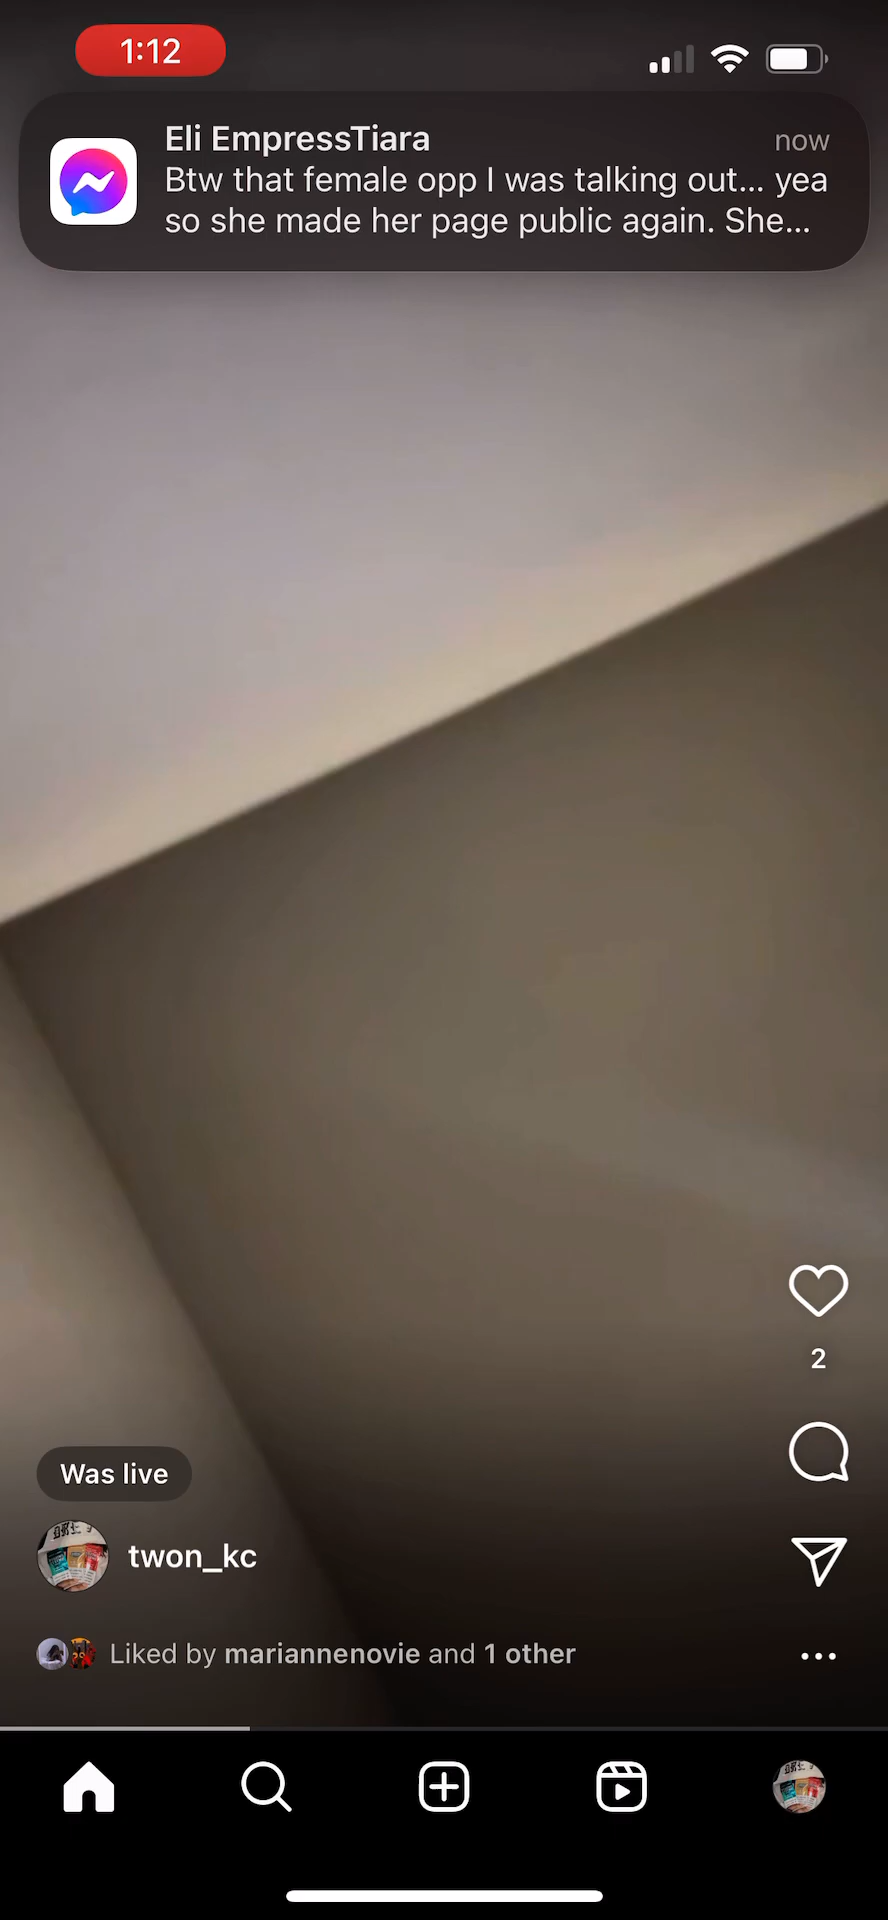 1:12
Eli EmpressTiara
now
Btw that female opp I was talking out... yea
so she made her page public again. She...
2
Was live
twon_kc
Liked by mariannenovie and 1 other